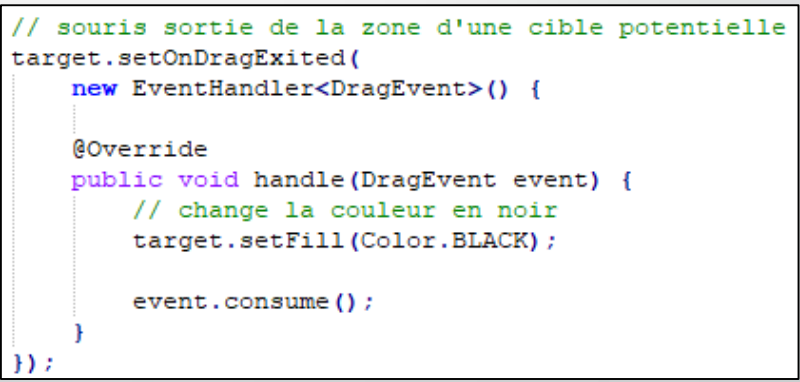 // souris sortie de la zone d'une cible potentielle
target.setOnDragExited(
    new EventHandler<DragEvent>() {

    @Override
    public void handle(DragEvent event) {
        // change la couleur en noir
        target.setFill(Color.BLACK);

        event.consume();
    }
});